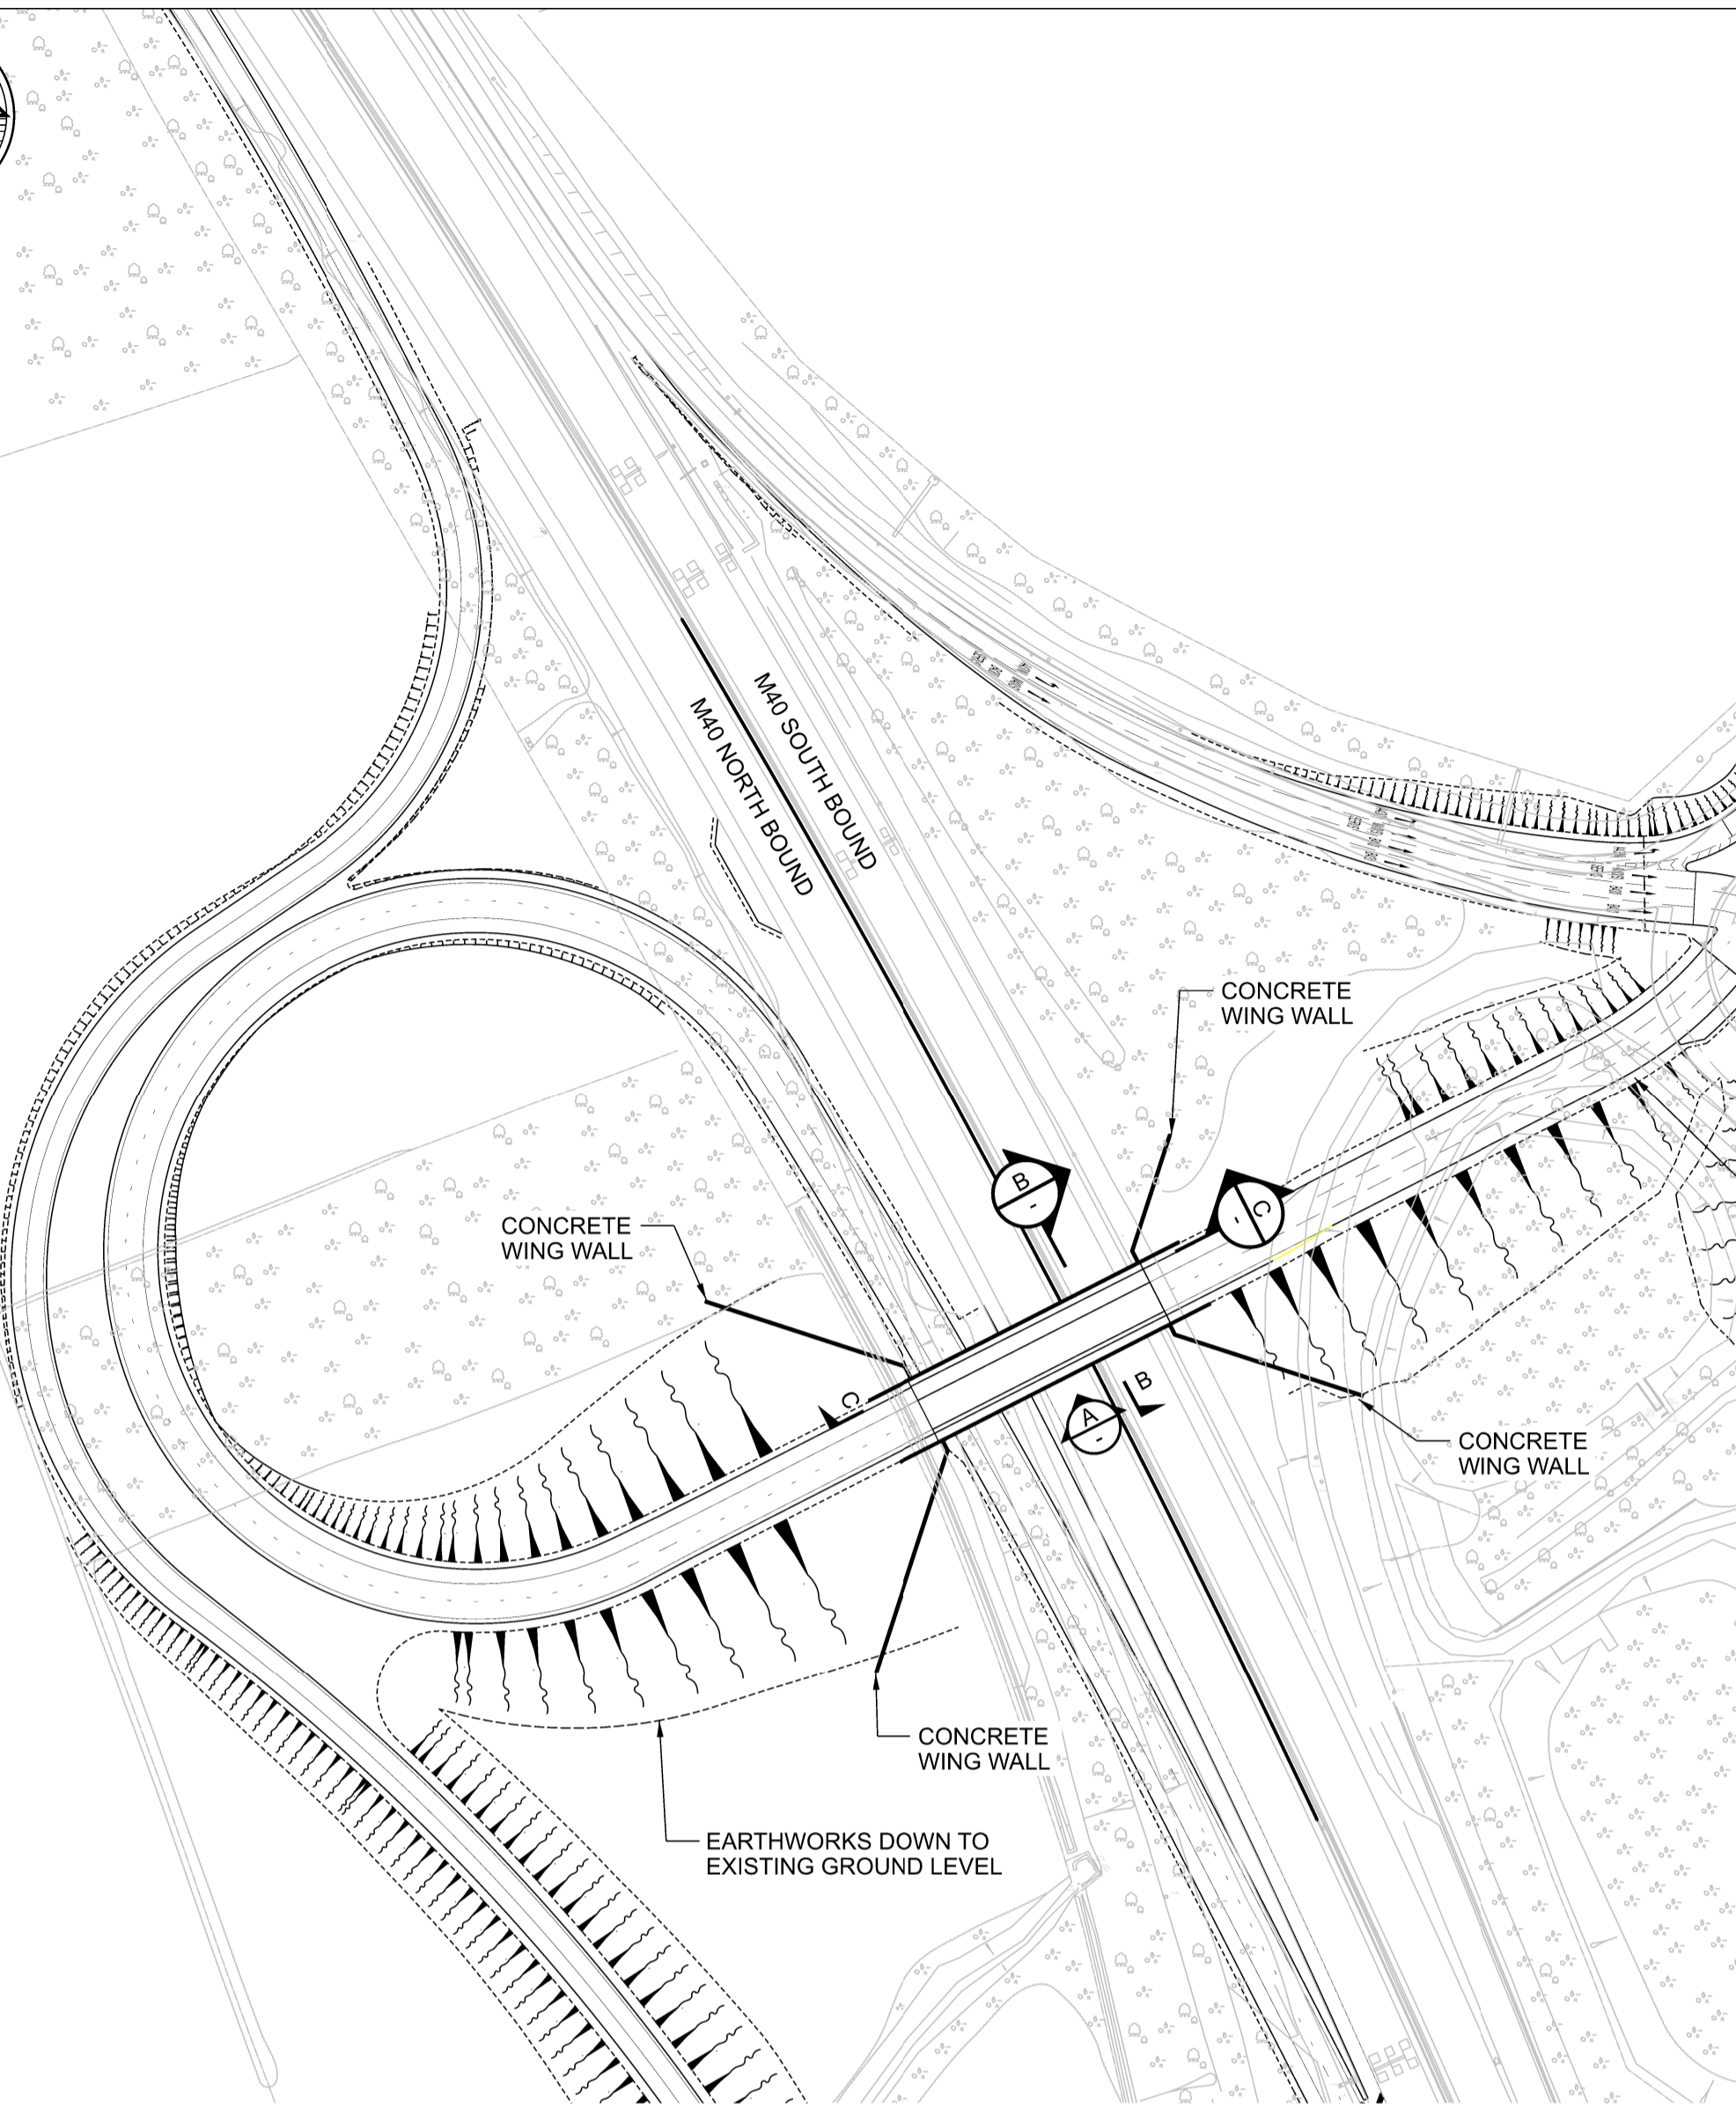 M40 SOUTH BOUND
M40 NORTH BOUND
CONCRETE
WING WALL
B
-
C
-
CONCRETE
WING WALL
C
B
A
-
CONCRETE
WING WALL
CONCRETE
WING WALL
EARTHWORKS DOWN TO
EXISTING GROUND LEVEL